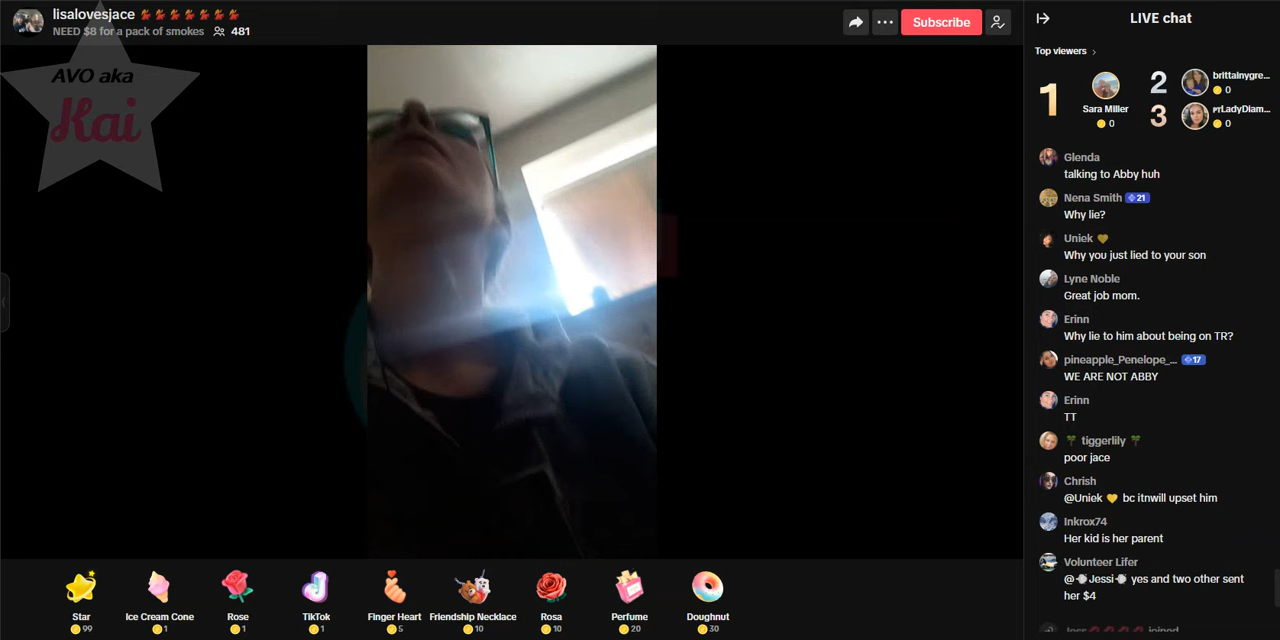 lisalovesjace
NEED $8 for a pack of smokes 481
Subscribe
AVO aka
Kai
LIVE chat
Top viewers
1
Sara Miller
0
2
brittainygre...
0
3
PTLadyDiam...
0
Glenda
talking to Abby huh
Nena Smith 21
Why lie?
Uniek
Why you just lied to your son
Lyne Noble
Great job mom.
Erinn
Why lie to him about being on TR?
pineapple_Penelope_... 17
WE ARE NOT ABBY
Erinn
TT
tiggerlily
poor jace
Chrish
@Uniek 💛 bc itnwill upset him
Inkrox74
Her kid is her parent
Volunteer Lifer
@Jessi yes and two other sent
her $4
joined
Star
99
Ice Cream Cone
1
Rose
1
TikTok
1
Finger Heart
5
Friendship Necklace
10
Rosa
10
Perfume
20
Doughnut
30